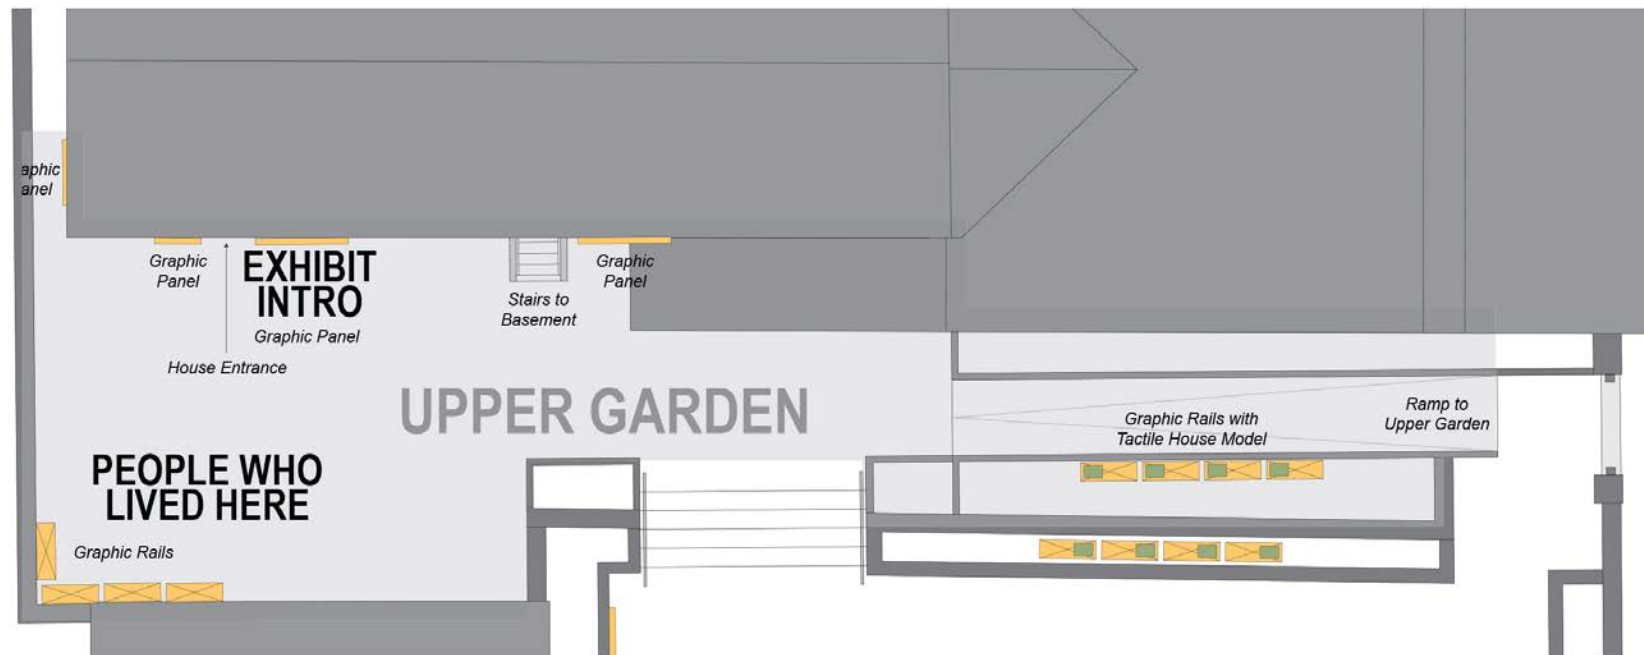 aphic
anel
Graphic
Panel
EXHIBIT
INTRO
Graphic Panel
House Entrance
Stairs to
Basement
Graphic
Panel
UPPER GARDEN
Graphic Rails with
Tactile House Model
Ramp to
Upper Garden
PEOPLE WHO
LIVED HERE
Graphic Rails